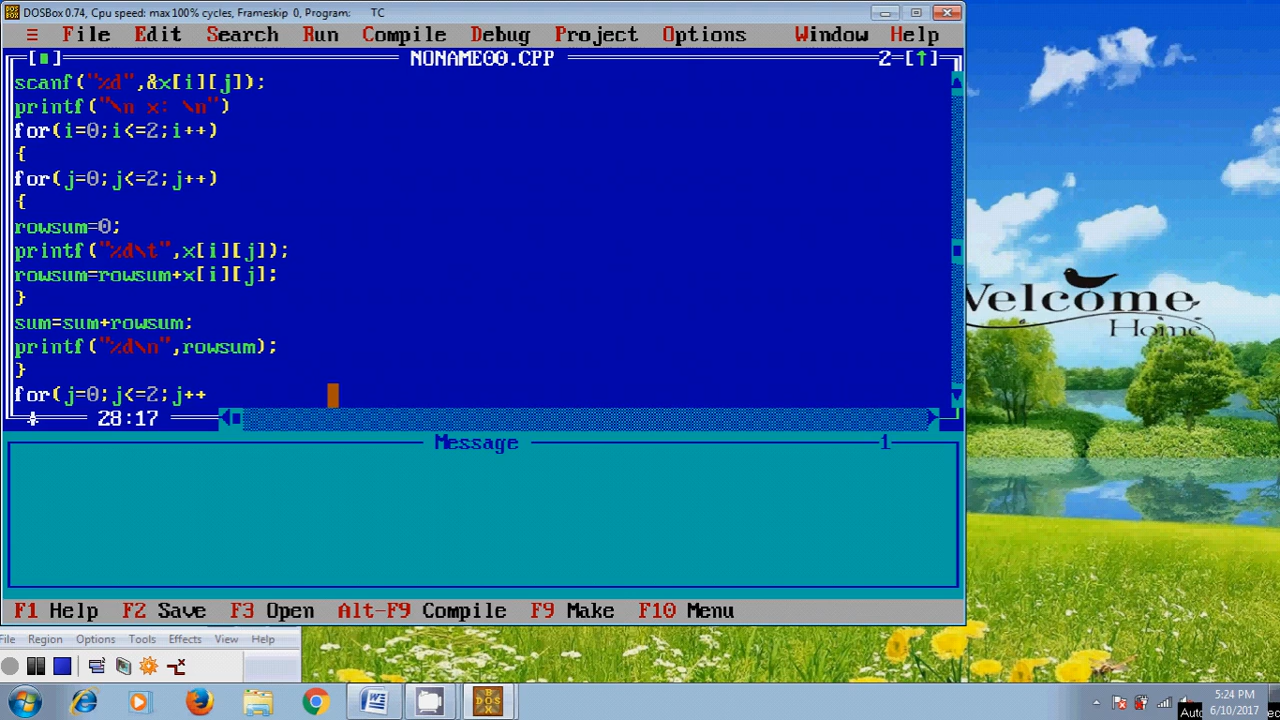 DOSBox 0.74, Cpu speed: max 100% cycles, Frameskip 0, Program: TC
≡ File Edit Search Run Compile Debug Project Options Window Help
[■] NONAME00.CPP 2=[↑]
scanf("%d",&x[i][j]);
printf("\n x: \n")
for(i=0;i<=2;i++)
{
for(j=0;j<=2;j++)
{
rowsum=0;
printf("%d\t",x[i][j]);
rowsum=rowsum+x[i][j];
}
sum=sum+rowsum;
printf("%d\n",rowsum);
}
for(j=0;j<=2;j++
28:17
Message 1
F1 Help F2 Save F3 Open Alt-F9 Compile F9 Make F10 Menu
Welcome
Home
File Region Options Tools Effects View Help
DOS BOX
5:24 PM
6/10/2017
Auto